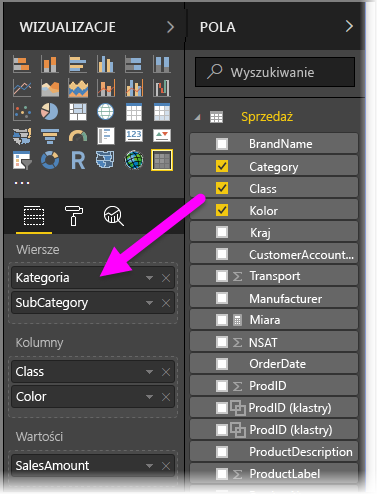 WIZUALIZACJE
POLA
Wyszukiwanie
Sprzedaż
BrandName
Category
Class
Kolor
Kraj
CustomerAccount...
Transport
Manufacturer
Miara
NSAT
OrderDate
ProdID
ProdID (klastry)
ProdID (klastry)
ProductDescription
ProductLabel
R
123
...
Wiersze
Kategoria
SubCategory
Kolumny
Class
Color
Wartości
SalesAmount